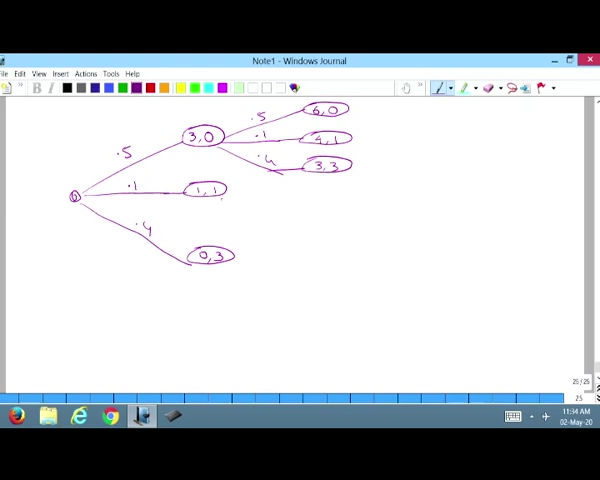 Note1 - Windows Journal
File Edit View Insert Actions Tools Help
B I
.5 6,0
3,0 .1 4,1
.5 .4 3,3
0 .1 1,1
.4
0,3
25/25
25
11:34 AM
02-May-20